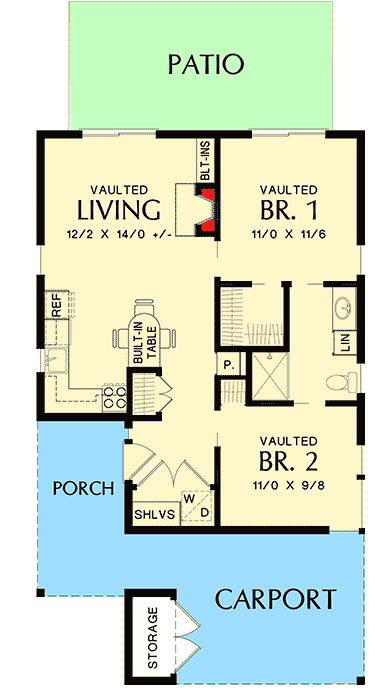 PATIO
BLT-INS
VAULTED
LIVING
12/2 X 14/0 +/-
VAULTED
BR. 1
11/0 X 11/6
REF
BUILT-IN
TABLE
LIN
P.
VAULTED
BR. 2
11/0 X 9/8
PORCH
W
D
SHLVS
CARPORT
STORAGE